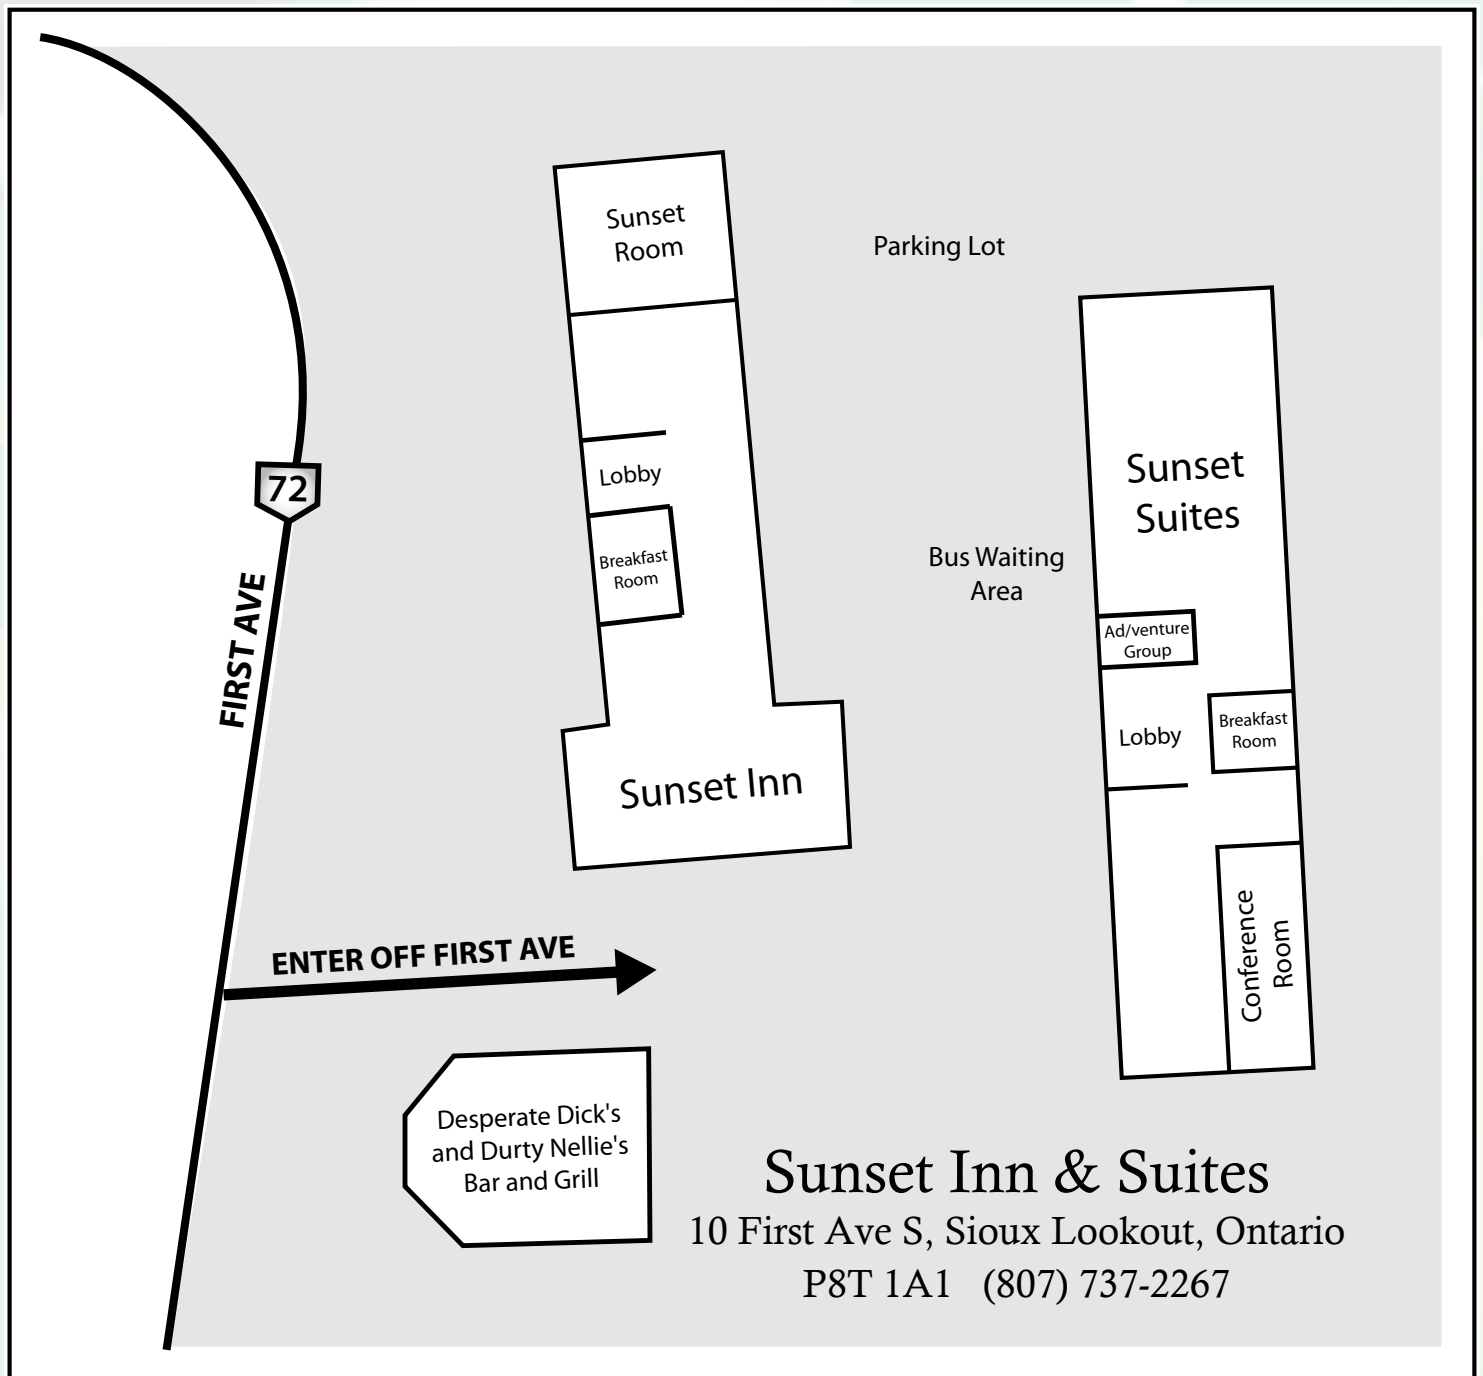 Sunset
Room
Parking Lot
Lobby
Breakfast
Room
Sunset Inn
Bus Waiting
Area
Sunset
Suites
Ad/venture
Group
Lobby
Breakfast
Room
Conference
Room
72
FIRST AVE
ENTER OFF FIRST AVE
Desperate Dick's
and Durty Nellie's
Bar and Grill
Sunset Inn & Suites
10 First Ave S, Sioux Lookout, Ontario
P8T 1A1 (807) 737-2267